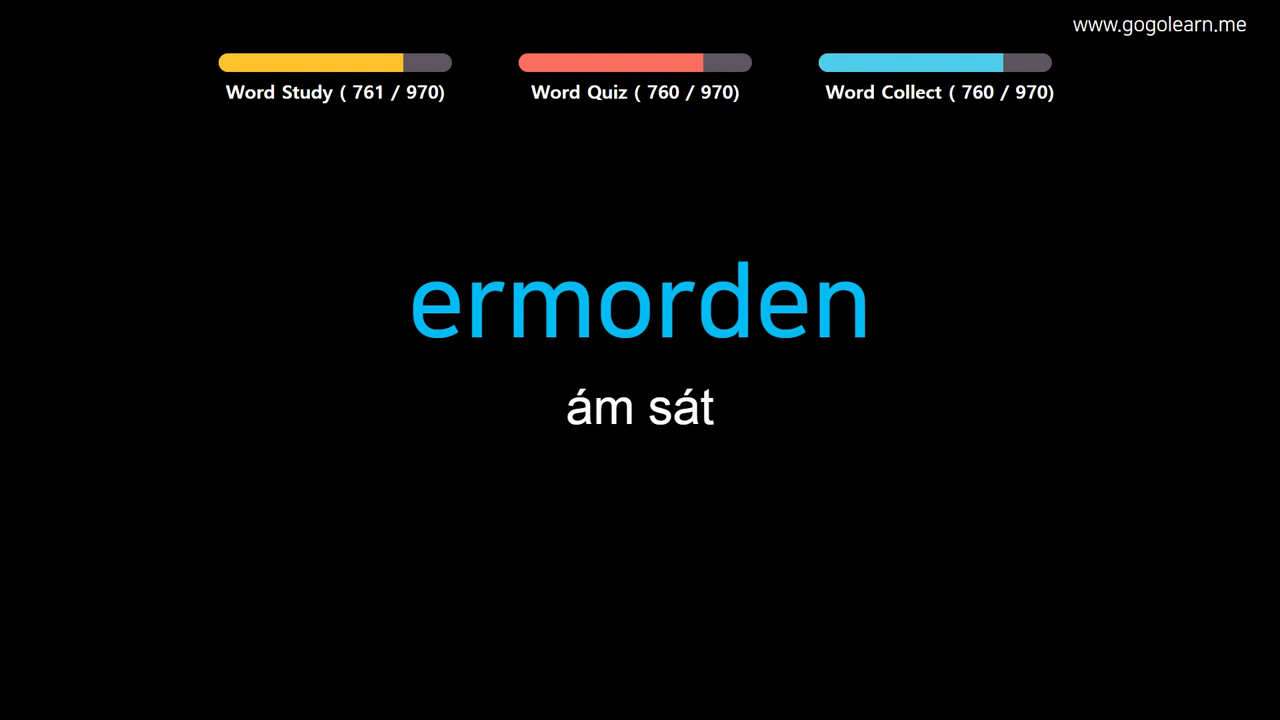 www.gogolearn.me
Word Study ( 761 / 970)
Word Quiz ( 760 / 970)
Word Collect ( 760 / 970)
ermorden
ám sát